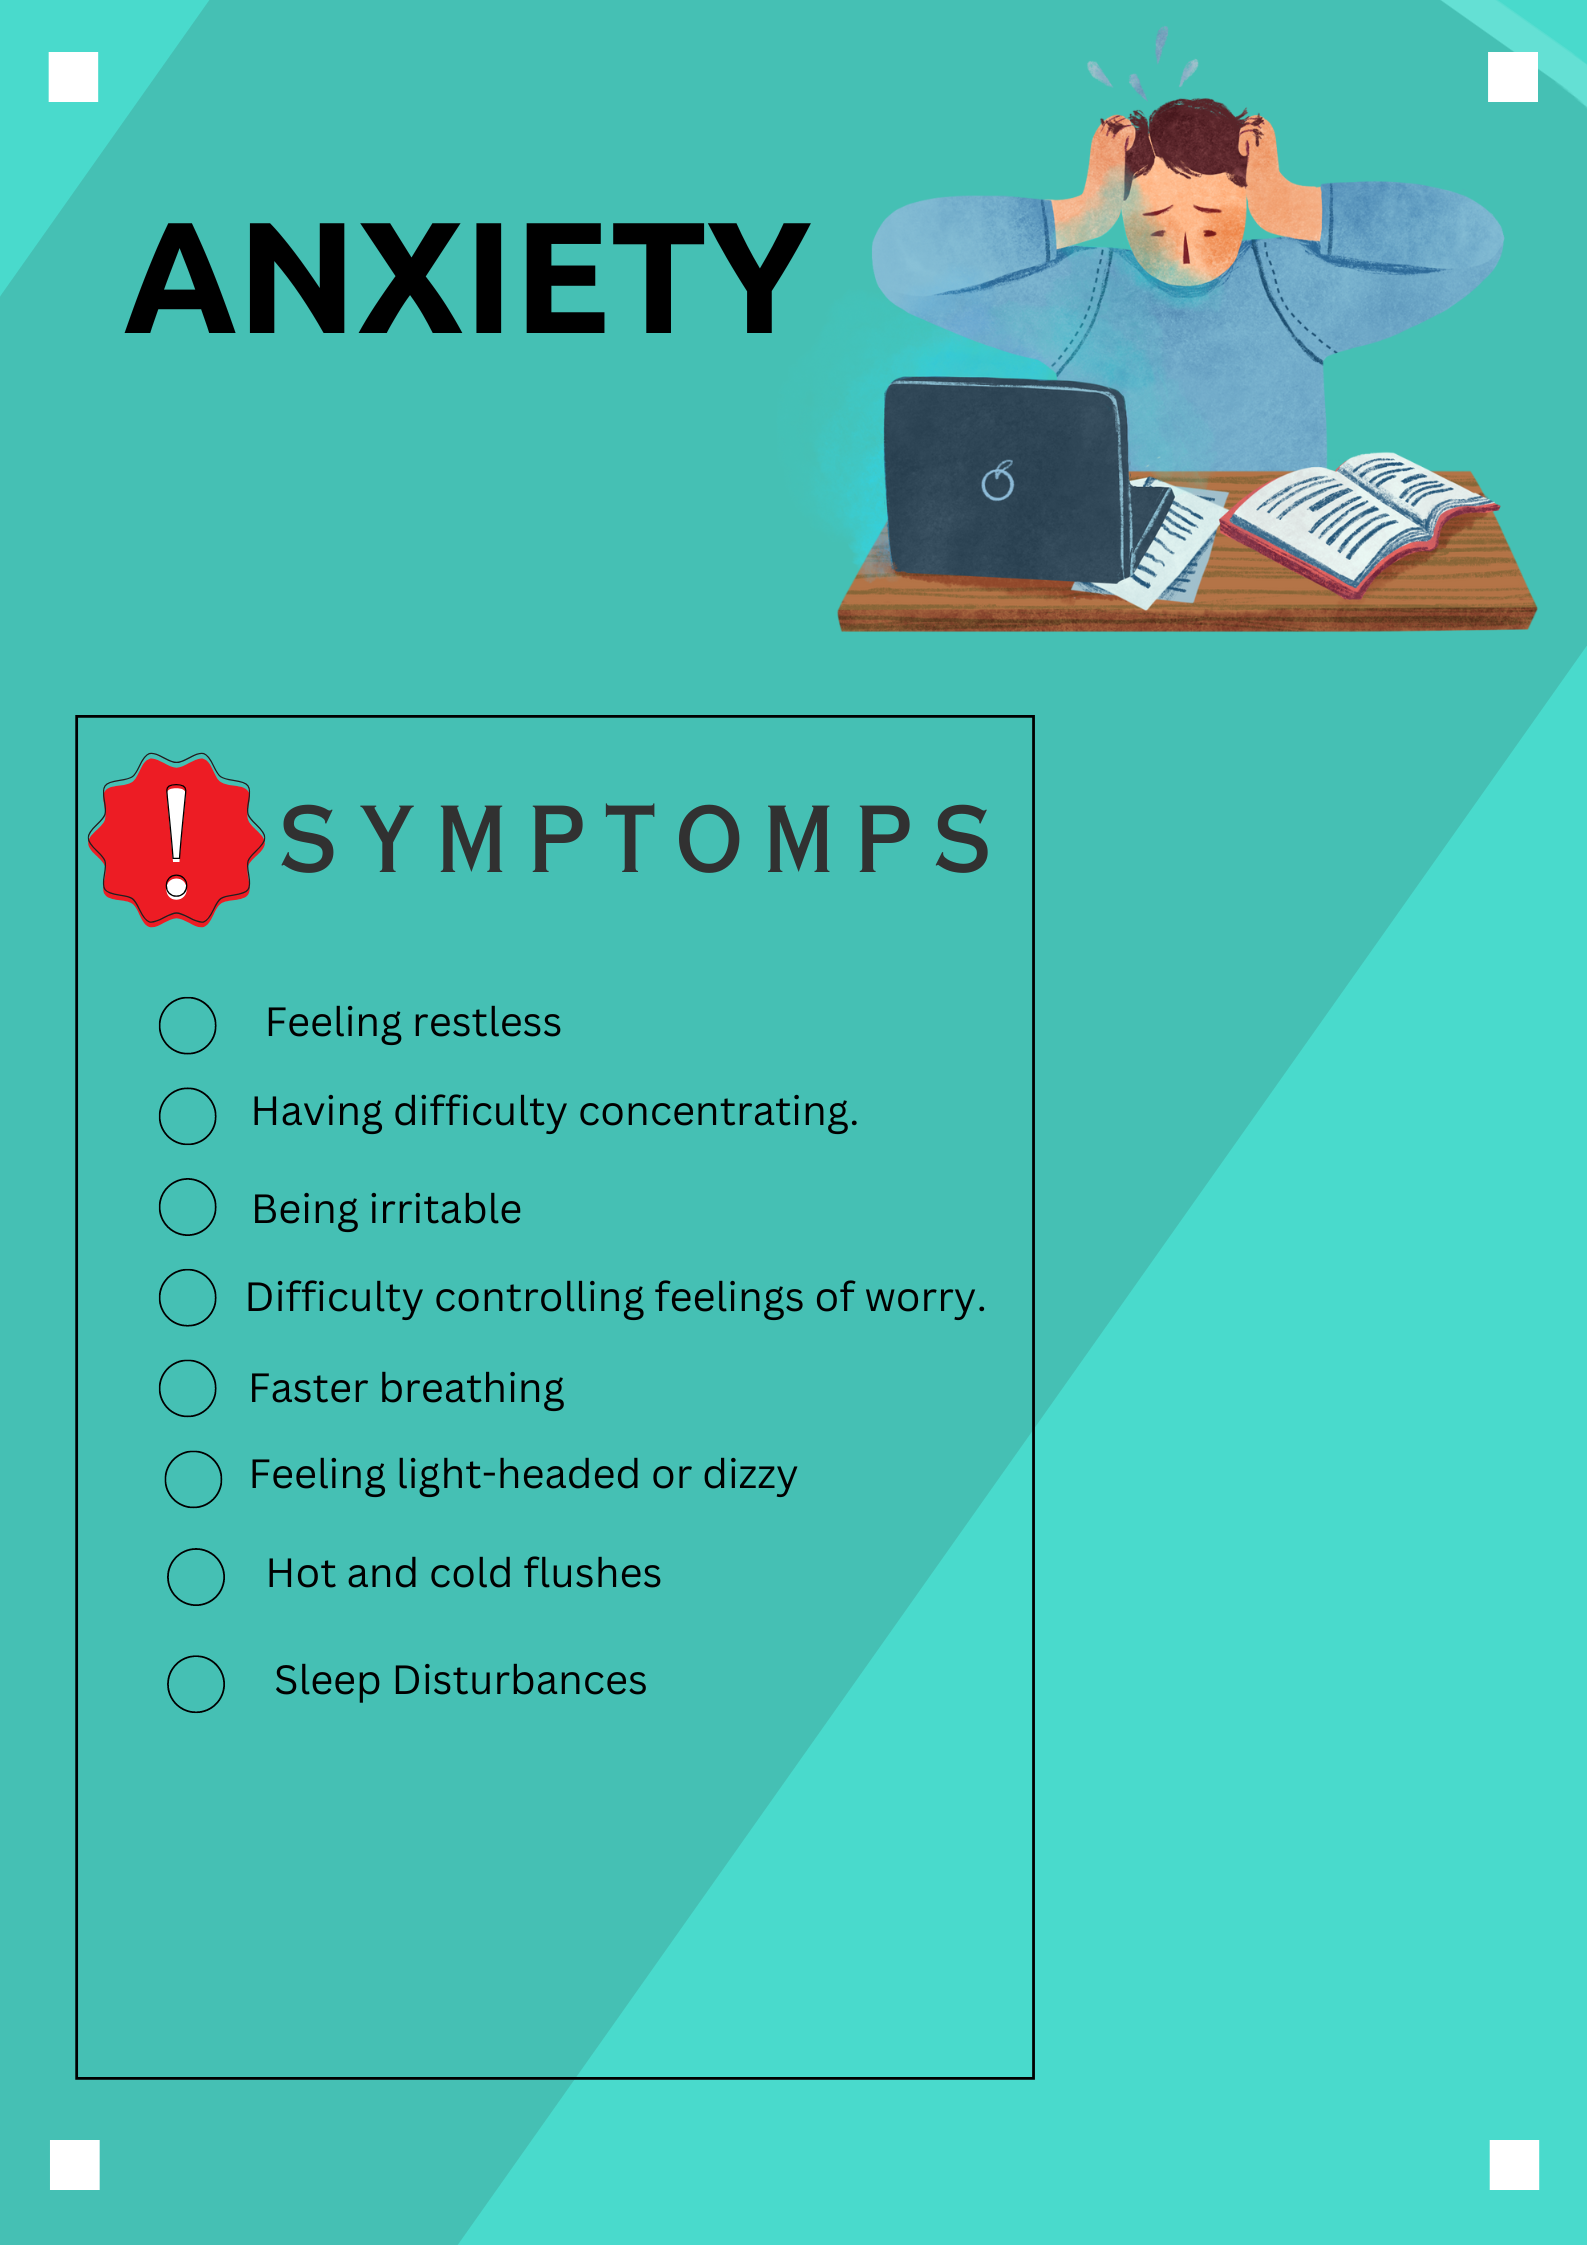 ANXIETY
SYMPTOMPS
Feeling restless
Having difficulty concentrating.
Being irritable
Difficulty controlling feelings of worry.
Faster breathing
Feeling light-headed or dizzy
Hot and cold flushes
Sleep Disturbances